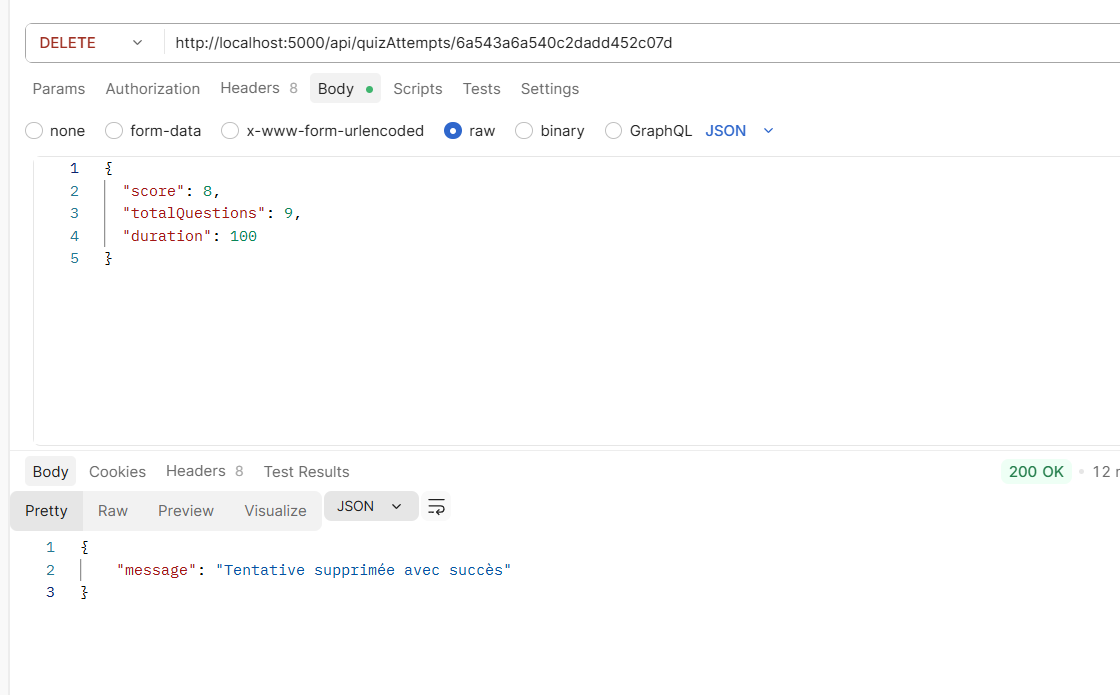 DELETE http://localhost:5000/api/quizAttempts/6a543a6a540c2dadd452c07d
Params Authorization Headers 8 Body Scripts Tests Settings
none form-data x-www-form-urlencoded raw binary GraphQL JSON
1 {
2 "score": 8,
3 "totalQuestions": 9,
4 "duration": 100
5 }
Body Cookies Headers 8 Test Results 200 OK 12
Pretty Raw Preview Visualize JSON
1 {
2 "message": "Tentative supprimée avec succès"
3 }